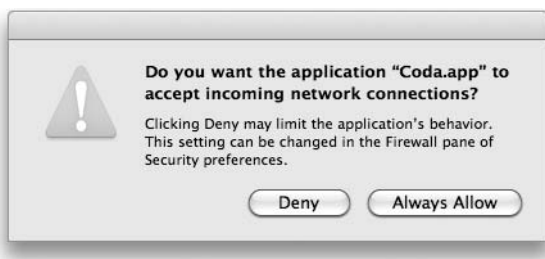 Do you want the application “Coda.app” to
accept incoming network connections?
Clicking Deny may limit the application’s behavior.
This setting can be changed in the Firewall pane of
Security preferences.
Deny
Always Allow